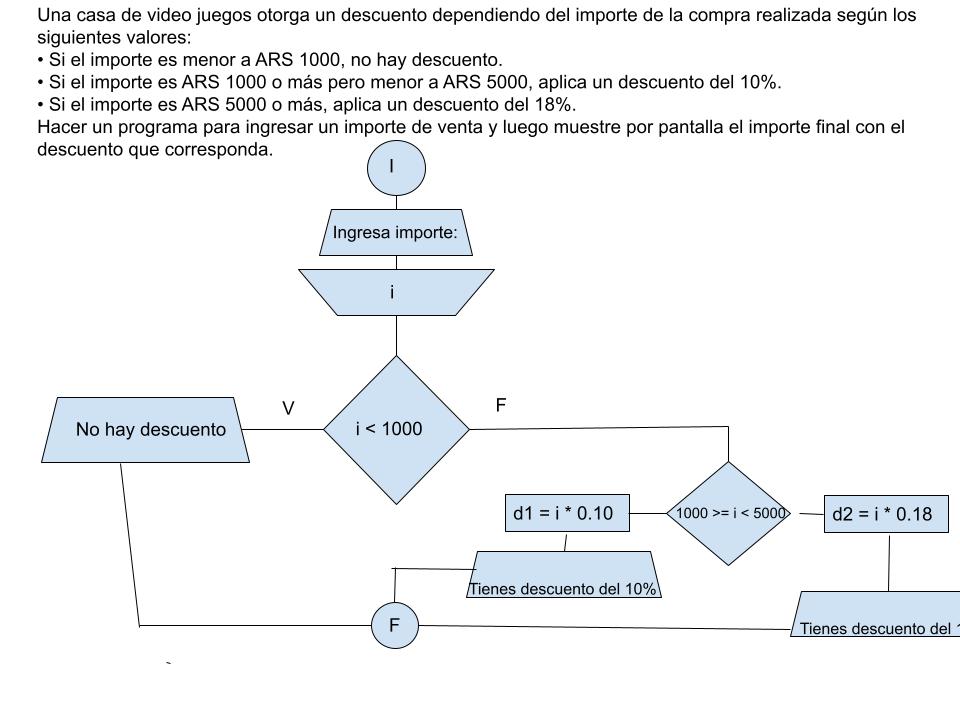 Una casa de video juegos otorga un descuento dependiendo del importe de la compra realizada según los
siguientes valores:
• Si el importe es menor a ARS 1000, no hay descuento.
• Si el importe es ARS 1000 o más pero menor a ARS 5000, aplica un descuento del 10%.
• Si el importe es ARS 5000 o más, aplica un descuento del 18%.
Hacer un programa para ingresar un importe de venta y luego muestre por pantalla el importe final con el
descuento que corresponda.
I
Ingresa importe:
i
V
F
No hay descuento
i < 1000
d1 = i * 0.10
1000 >= i < 5000
d2 = i * 0.18
Tienes descuento del 10%
F
Tienes descuento del